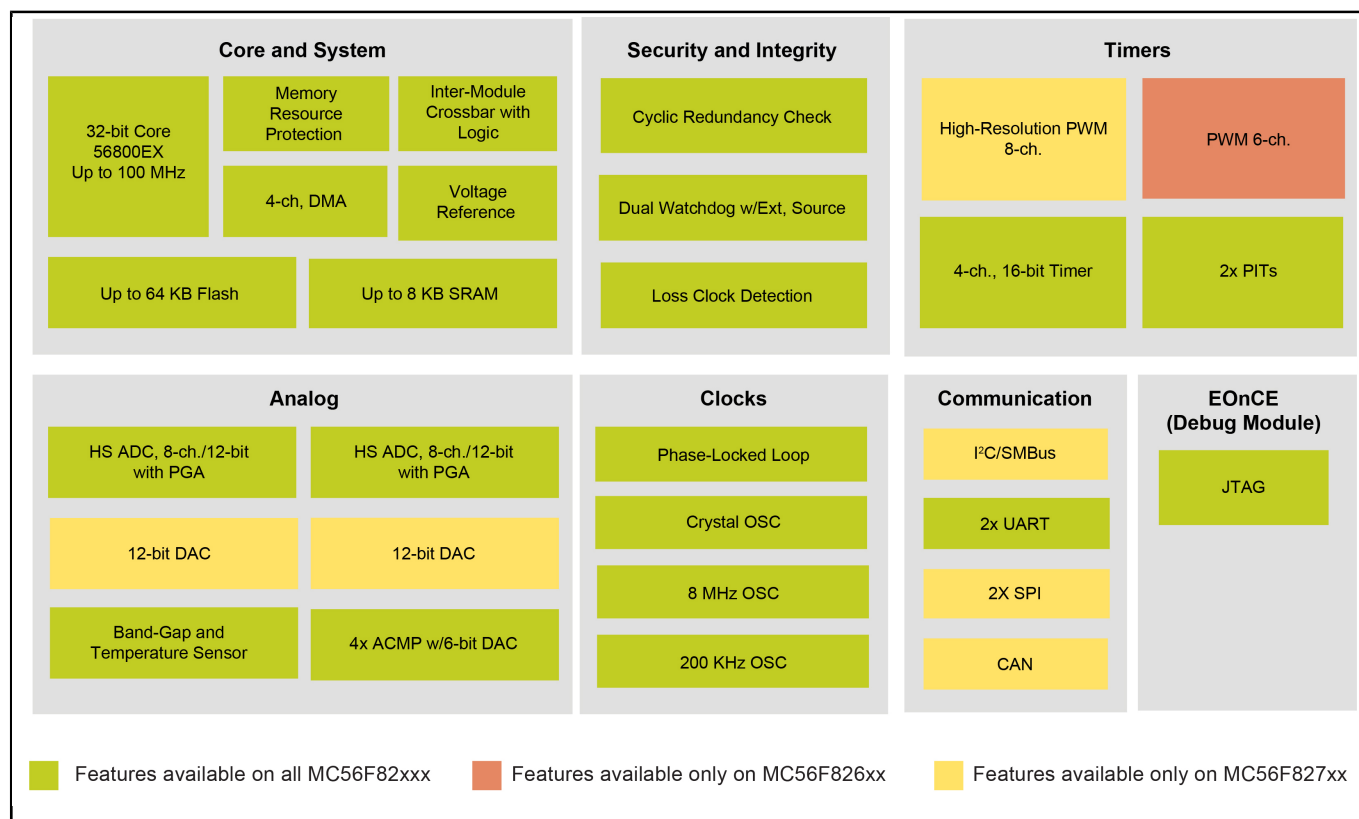 Core and System
32-bit Core
56800EX
Up to 100 MHz
Memory
Resource
Protection
Inter-Module
Crossbar with
Logic
4-ch, DMA
Voltage
Reference
Up to 64 KB Flash
Up to 8 KB SRAM
Security and Integrity
Cyclic Redundancy Check
Dual Watchdog w/Ext, Source
Loss Clock Detection
Timers
High-Resolution PWM
8-ch.
PWM 6-ch.
4-ch., 16-bit Timer
2x PITs
Analog
HS ADC, 8-ch./12-bit
with PGA
HS ADC, 8-ch./12-bit
with PGA
12-bit DAC
12-bit DAC
Band-Gap and
Temperature Sensor
4x ACMP w/6-bit DAC
Clocks
Phase-Locked Loop
Crystal OSC
8 MHz OSC
200 KHz OSC
Communication
I²C/SMBus
2x UART
2X SPI
CAN
EOnCE
(Debug Module)
JTAG
Features available on all MC56F82xxx
Features available only on MC56F826xx
Features available only on MC56F827xx